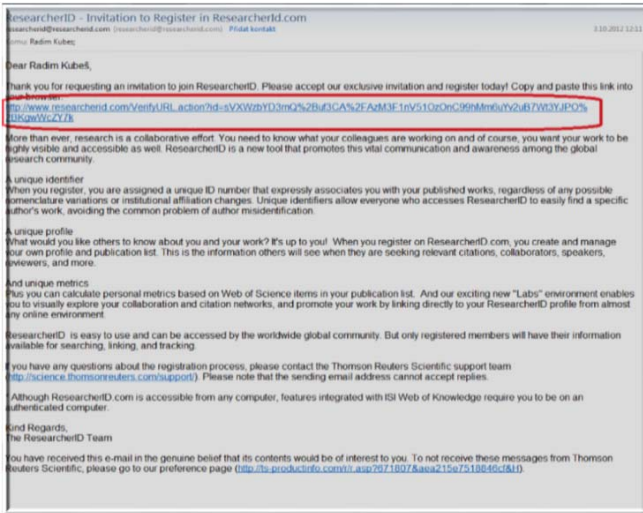 ResearcherID - Invitation to Register in ResearcherId.com
researcherid@researcherid.com (researcherid@researcherid.com) Přidat kontakt
3.10.2012 12:11
Komu: Radim Kubeš;
Dear Radim Kubeš,
Thank you for requesting an invitation to join ResearcherID. Please accept our exclusive invitation and register today! Copy and paste this link into
your browser:
More than ever, research is a collaborative effort. You need to know what your colleagues are working on and of course, you want your work to be
highly visible and accessible as well. ResearcherID is a new tool that promotes this vital communication and awareness among the global
research community.
A unique identifier
When you register, you are assigned a unique ID number that expressly associates you with your published works, regardless of any possible
nomenclature variations or institutional affiliation changes. Unique identifiers allow everyone who accesses ResearcherID to easily find a specific
author's work, avoiding the common problem of author misidentification.
A unique profile
What would you like others to know about you and your work? It's up to you! When you register on ResearcherID.com, you create and manage
your own profile and publication list. This is the information others will see when they are seeking relevant citations, collaborators, speakers,
reviewers, and more.
And unique metrics
Plus you can calculate personal metrics based on Web of Science items in your publication list. And our exciting new "Labs" environment enables
you to visually explore your collaboration and citation networks, and promote your work by linking directly to your ResearcherID profile from almost
any online environment.
ResearcherID is easy to use and can be accessed by the worldwide global community. But only registered members will have their information
available for searching, linking, and tracking.
If you have any questions about the registration process, please contact the Thomson Reuters Scientific support team
(http://science.thomsonreuters.com/support/). Please note that the sending email address cannot accept replies.
* Although ResearcherID.com is accessible from any computer, features integrated with ISI Web of Knowledge require you to be on an
authenticated computer.
Kind Regards,
The ResearcherID Team
You have received this e-mail in the genuine belief that its contents would be of interest to you. To not receive these messages from Thomson
Reuters Scientific, please go to our preference page (http://ts-productinfo.com/r/r.asp?671807&aea215e7518846cf&H).